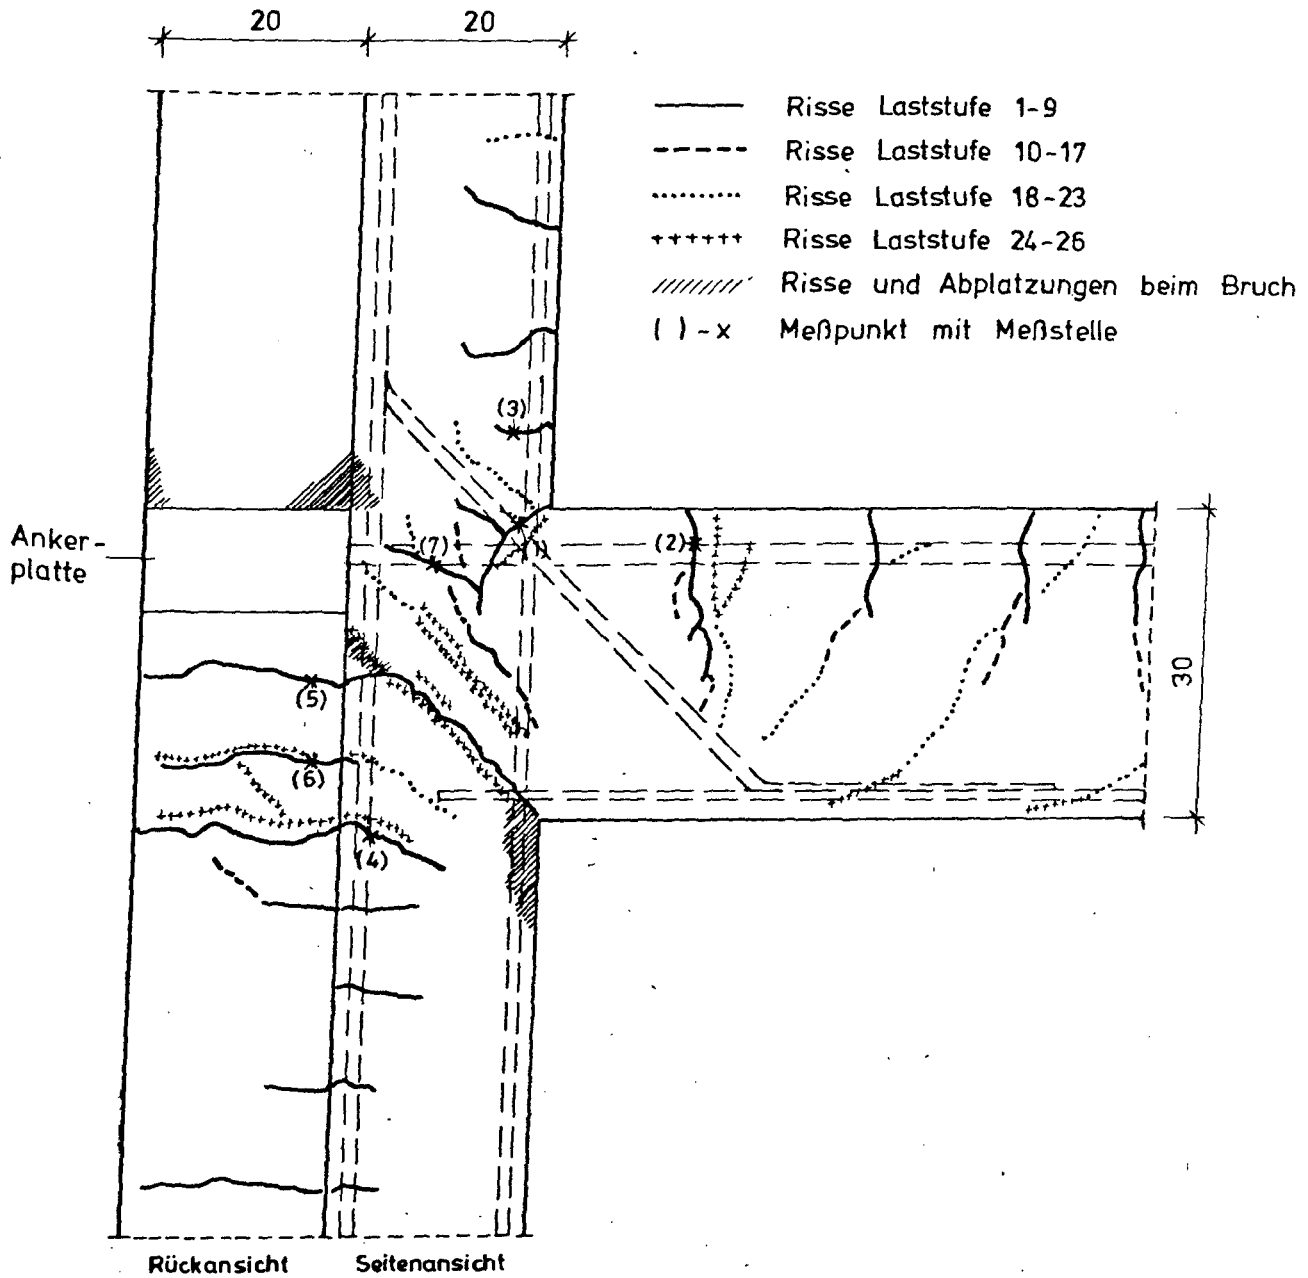 20 20
Risse Laststufe 1-9
Risse Laststufe 10-17
Risse Laststufe 18-23
Risse Laststufe 24-26
Risse und Abplatzungen beim Bruch
( ) - x Meßpunkt mit Meßstelle
(3)
Anker-
platte
(7)
(2)
30
(5)
(6)
(4)
Rückansicht Seitenansicht